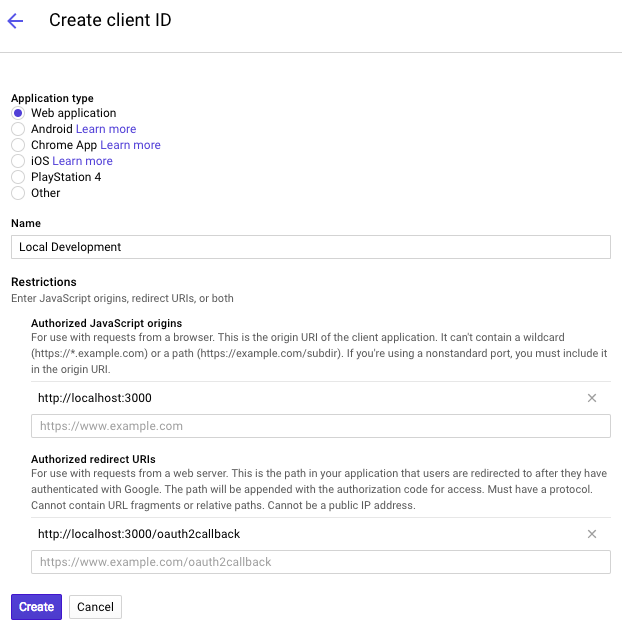 Create client ID
Application type
Web application
Android Learn more
Chrome App Learn more
iOS Learn more
PlayStation 4
Other
Name
Local Development
Restrictions
Enter JavaScript origins, redirect URIs, or both
Authorized JavaScript origins
For use with requests from a browser. This is the origin URI of the client application. It can't contain a wildcard
(https://*.example.com) or a path (https://example.com/subdir). If you're using a nonstandard port, you must include it
in the origin URI.
http://localhost:3000
https://www.example.com
Authorized redirect URIs
For use with requests from a web server. This is the path in your application that users are redirected to after they have
authenticated with Google. The path will be appended with the authorization code for access. Must have a protocol.
Cannot contain URL fragments or relative paths. Cannot be a public IP address.
http://localhost:3000/oauth2callback
https://www.example.com/oauth2callback
Create Cancel